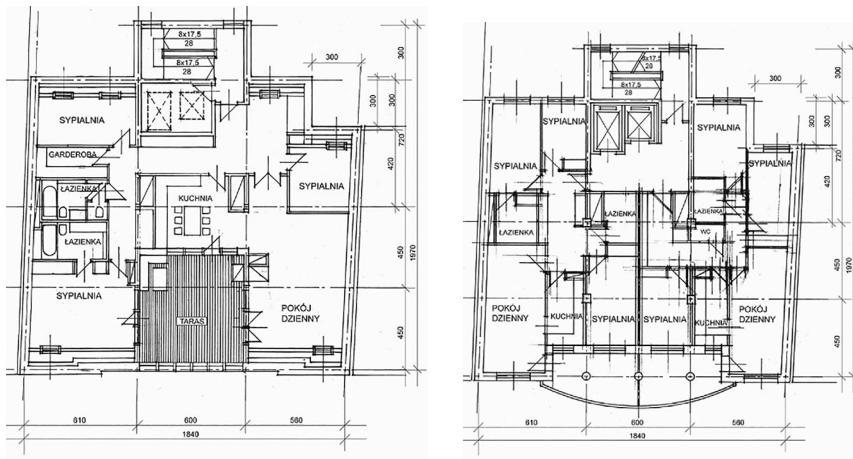 8x17,5
28
8x17,5
28
300
300
300
300
SYPIALNIA
GARDEROBA
ŁAZIENKA
ŁAZIENKA
SYPIALNIA
KUCHNIA
SYPIALNIA
TARAS
POKÓJ
DZIENNY
720
420
450
1970
450
610
600
560
1840
28
8x17,5
28
300
300
300
300
SYPIALNIA
SYPIALNIA
SYPIALNIA
SYPIALNIA
ŁAZIENKA
ŁAZIENKA
ŁAZIENKA
WC
POKÓJ
DZIENNY
KUCHNIA
SYPIALNIA
SYPIALNIA
KUCHNIA
POKÓJ
DZIENNY
720
420
450
1970
450
610
600
560
1840